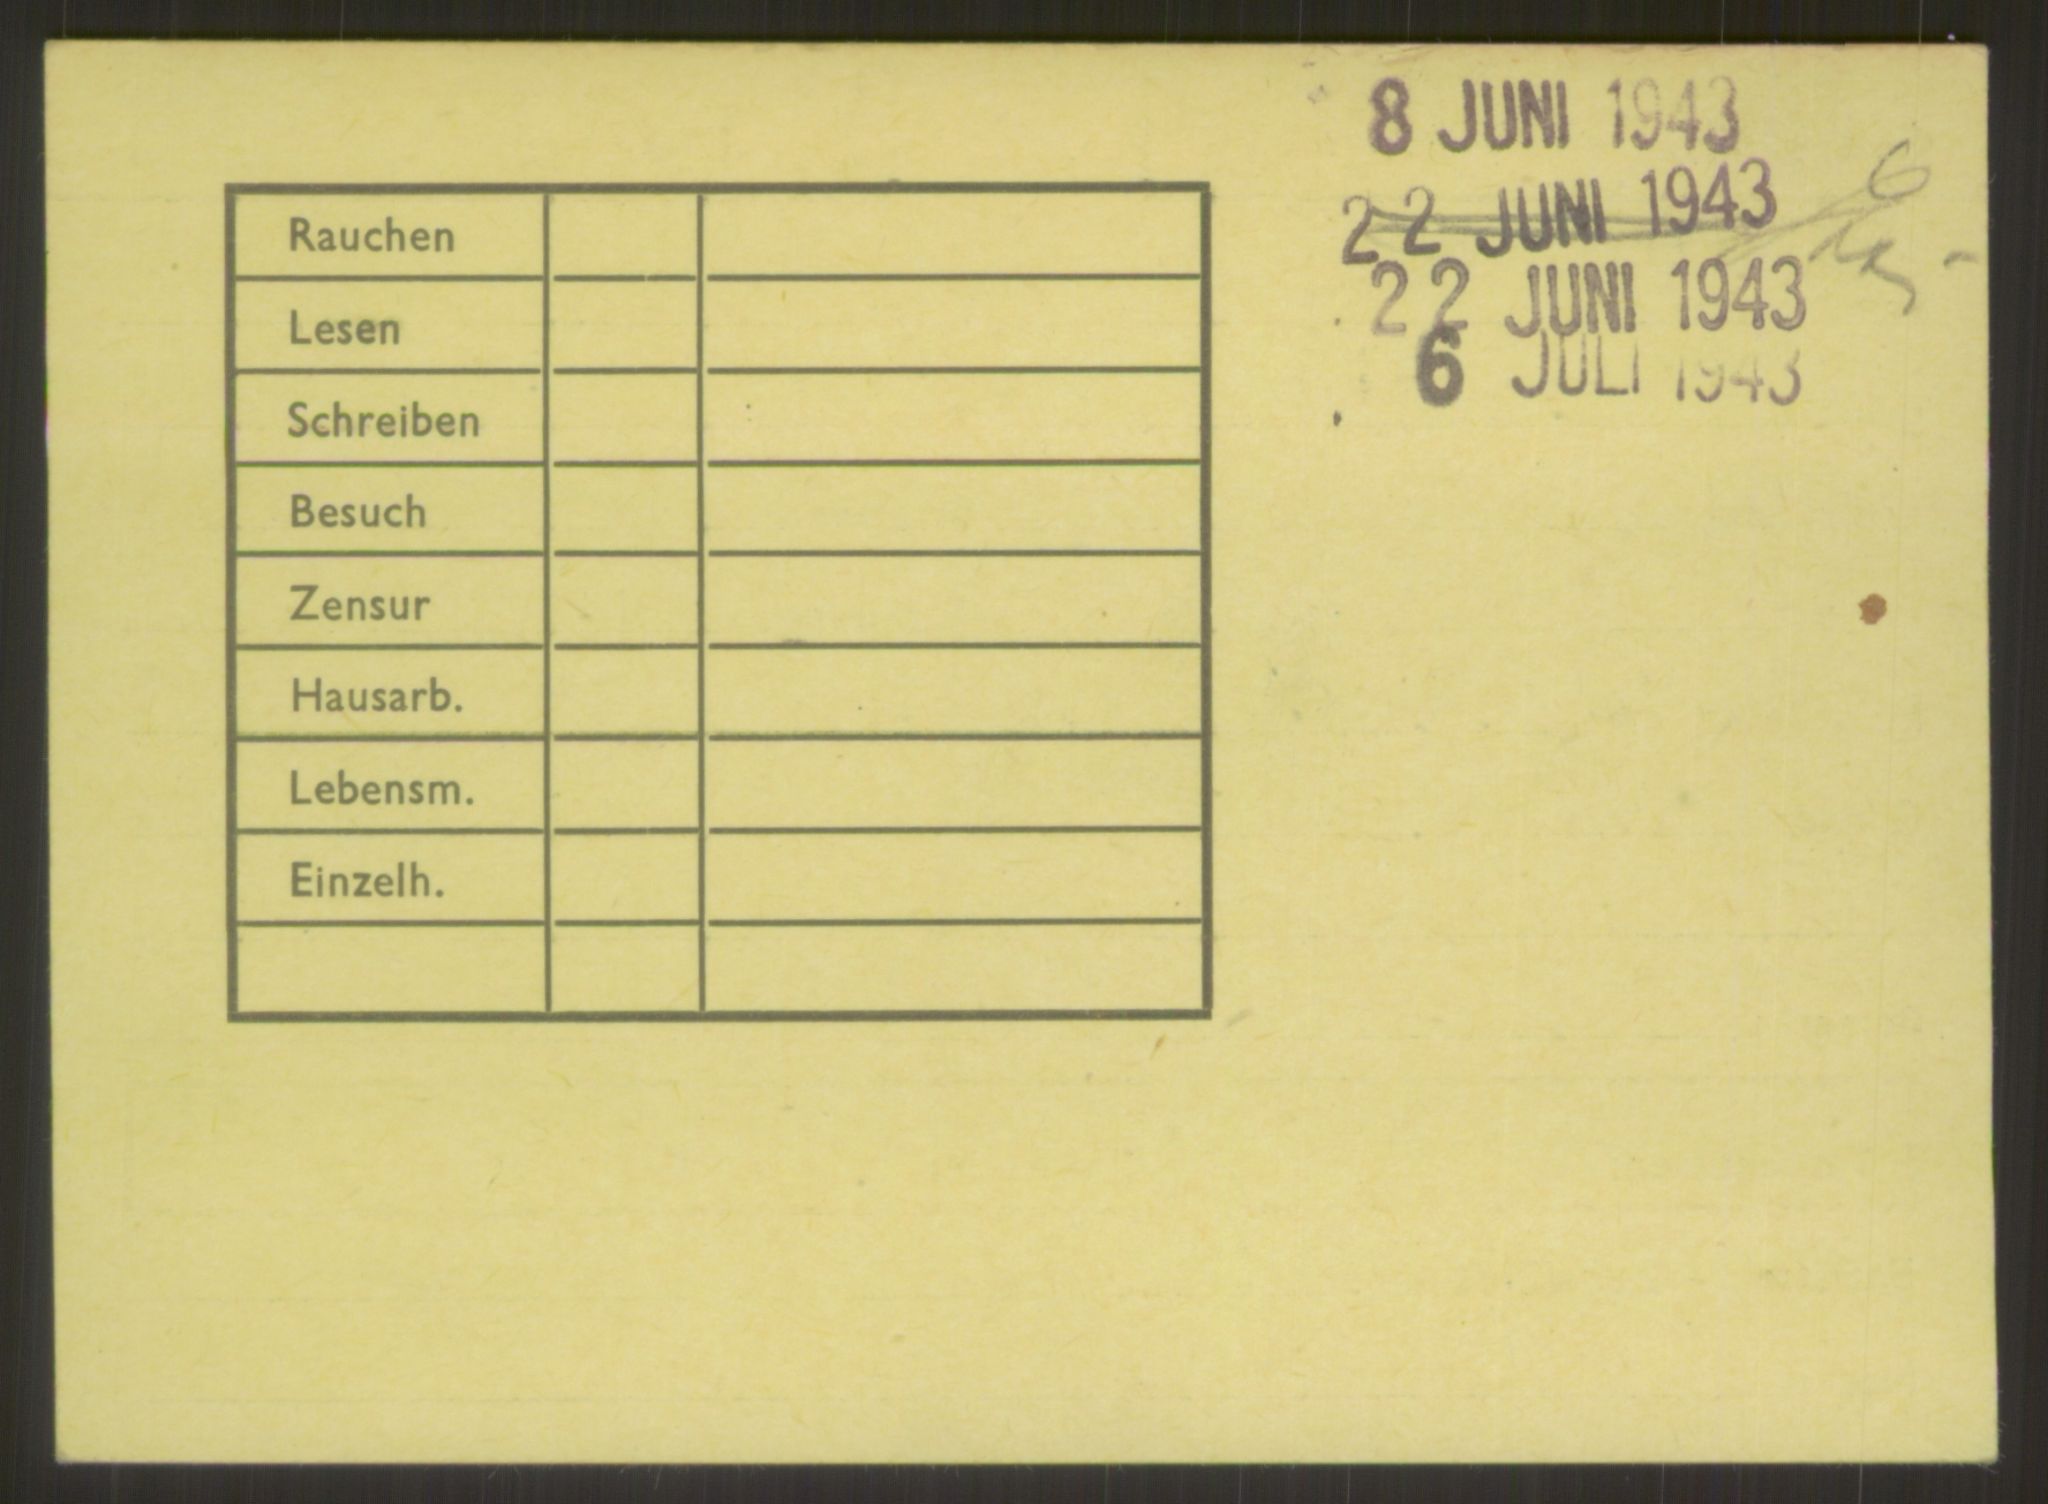 8 JUNI 1943
22 JUNI 1943
22 JUNI 1943
6 JULI 1943
Rauchen
Lesen
Schreiben
Besuch
Zensur
Hausarb.
Lebensm.
Einzelh.